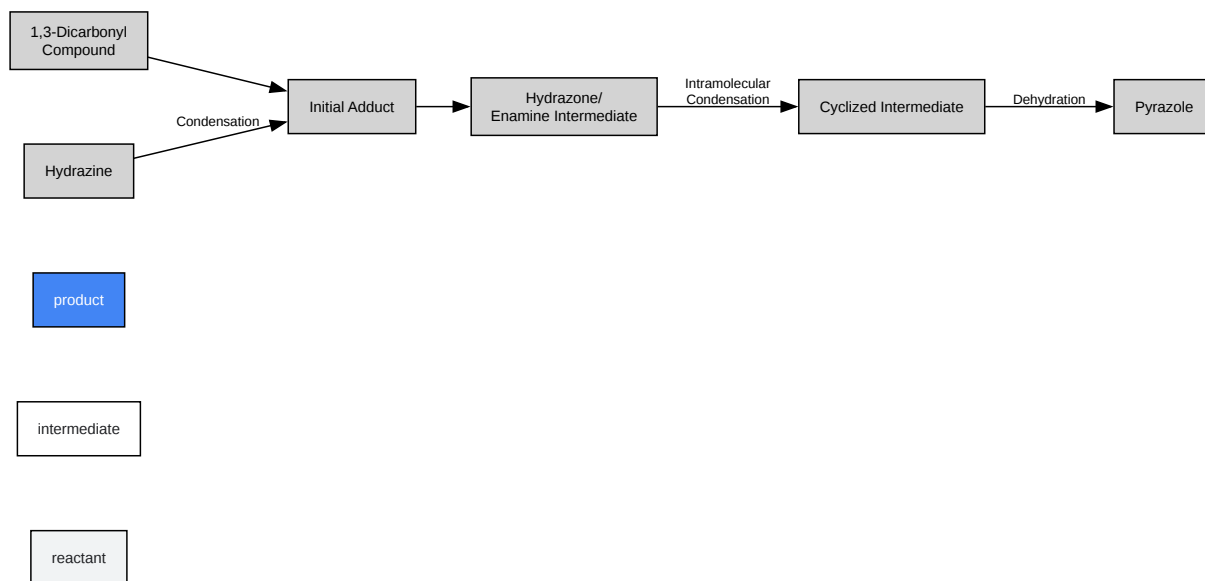 1,3-Dicarbonyl
Compound
Condensation
Hydrazine
Initial Adduct
Hydrazone/
Enamine Intermediate
Intramolecular
Condensation
Cyclized Intermediate
Dehydration
Pyrazole
product
intermediate
reactant